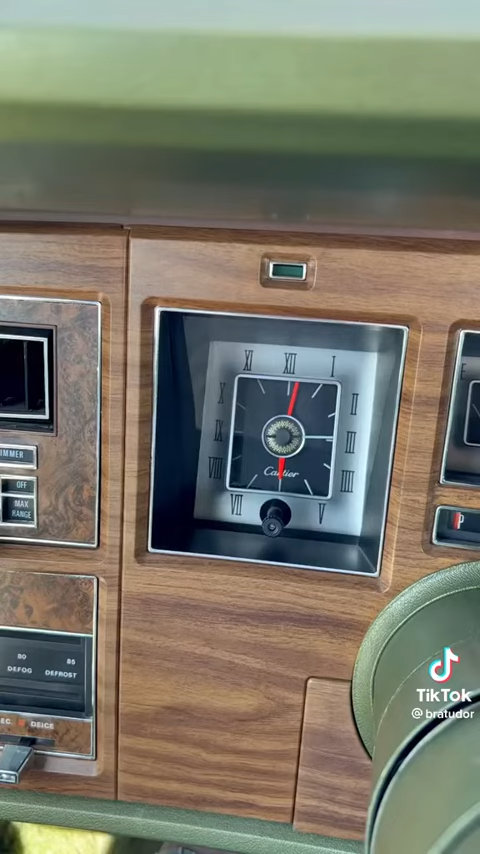 XI XII I
X II
IX III
VIII IIII
VII V
Cartier
IMMER
OFF
MAX
RANGE
80 85
DEFOG DEFROST
EC. DEICE
E
P
TikTok
@ bratudor